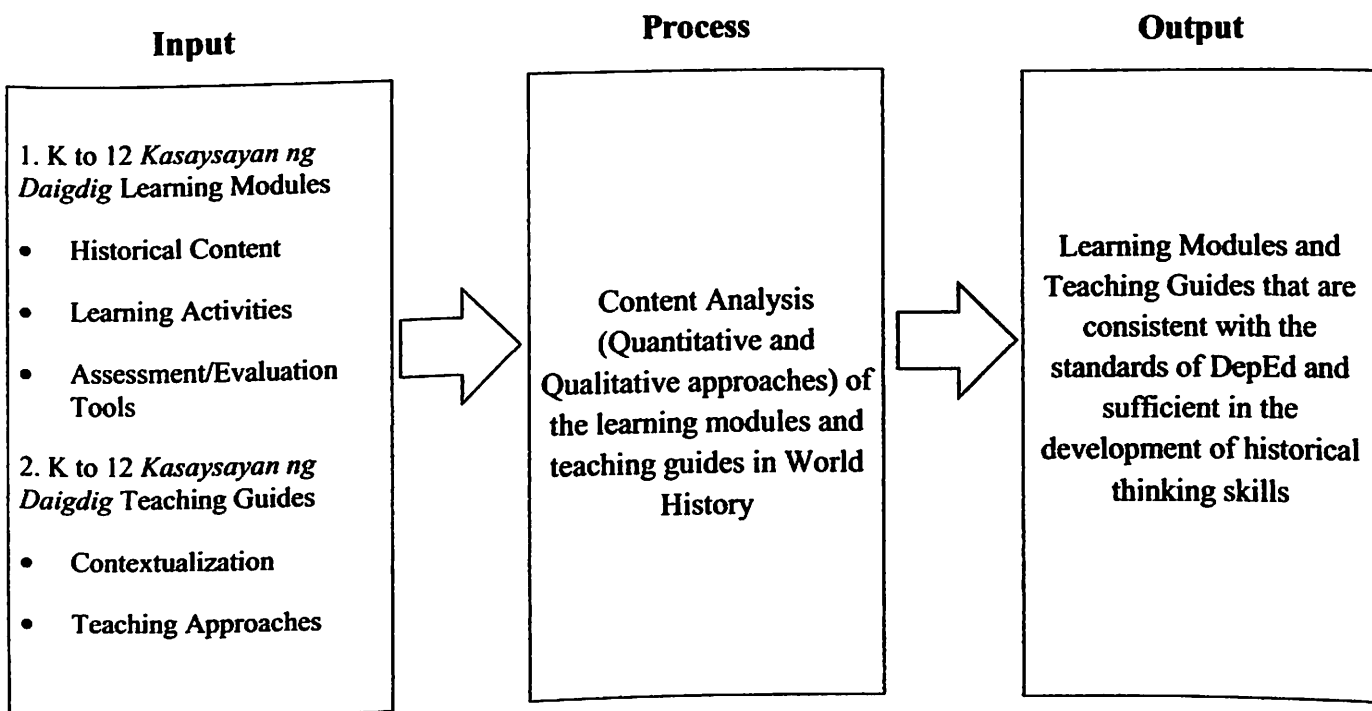 Input
Process
Output
1. K to 12 Kasaysayan ng
Daigdig Learning Modules
• Historical Content
• Learning Activities
• Assessment/Evaluation
Tools
2. K to 12 Kasaysayan ng
Daigdig Teaching Guides
• Contextualization
• Teaching Approaches
Content Analysis
(Quantitative and
Qualitative approaches) of
the learning modules and
teaching guides in World
History
Learning Modules and
Teaching Guides that are
consistent with the
standards of DepEd and
sufficient in the
development of historical
thinking skills